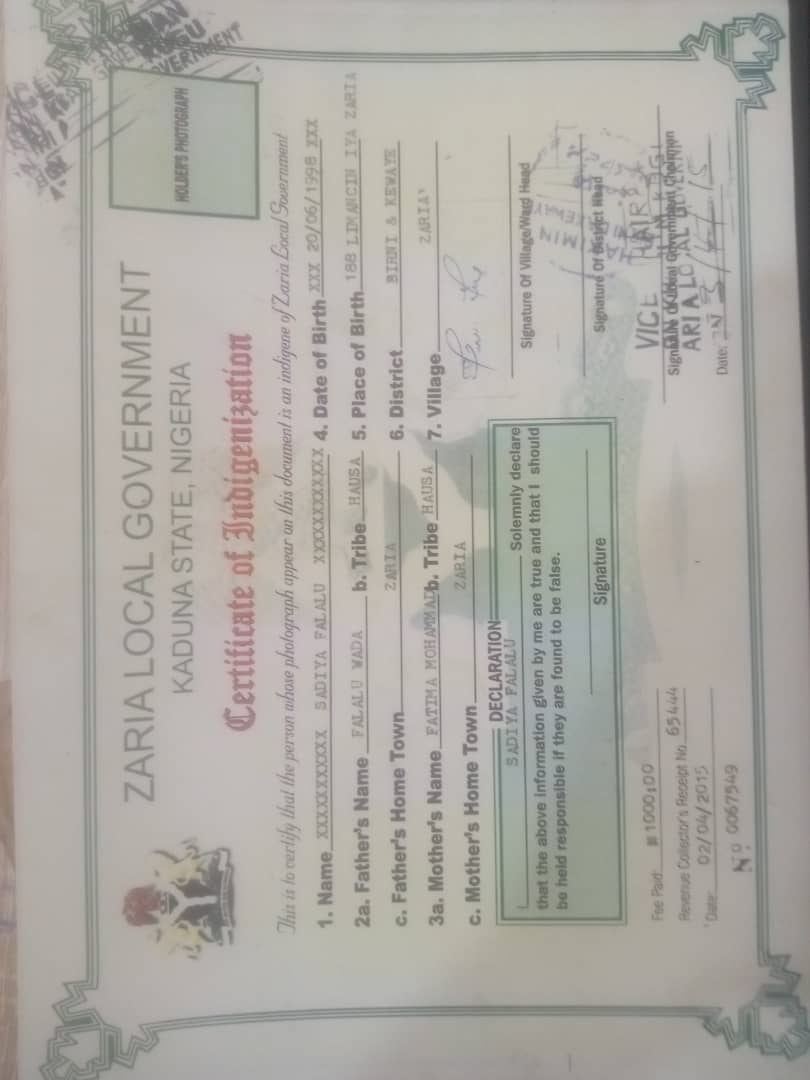 HOLDER'S PHOTOGRAPH
ZARIA LOCAL GOVERNMENT
KADUNA STATE, NIGERIA
Certificate of Indigenization
This is to certify that the person whose photograph appear on this document is an indigene of Zaria Local Government
1. Name XXXXXXXXXXX SADIYA FALALU XXXXXXXXXXXXX 4. Date of Birth XXX 20/06/1998 XXX
2a. Father's Name FALALU WADA b. Tribe HAUSA 5. Place of Birth 188 LIMANCIN IYA ZARIA
c. Father's Home Town ZARIA 6. District BIRNI & KEWAYE
3a. Mother's Name FATIMA MOHAMMAD b. Tribe HAUSA 7. Village ZARIA
c. Mother's Home Town ZARIA
DECLARATION
I SADIYA FALALU Solemnly declare
that the above information given by me are true and that I should
be held responsible if they are found to be false.
Signature
Signature Of Village/Ward Head
Signature Of District Head
VICE
Signature Of Local Government Chairman
Date:
Fee Paid: ₦1000:00
Revenue Collector's Receipt No. 65444
Date: 02/04/2015
No 0067549